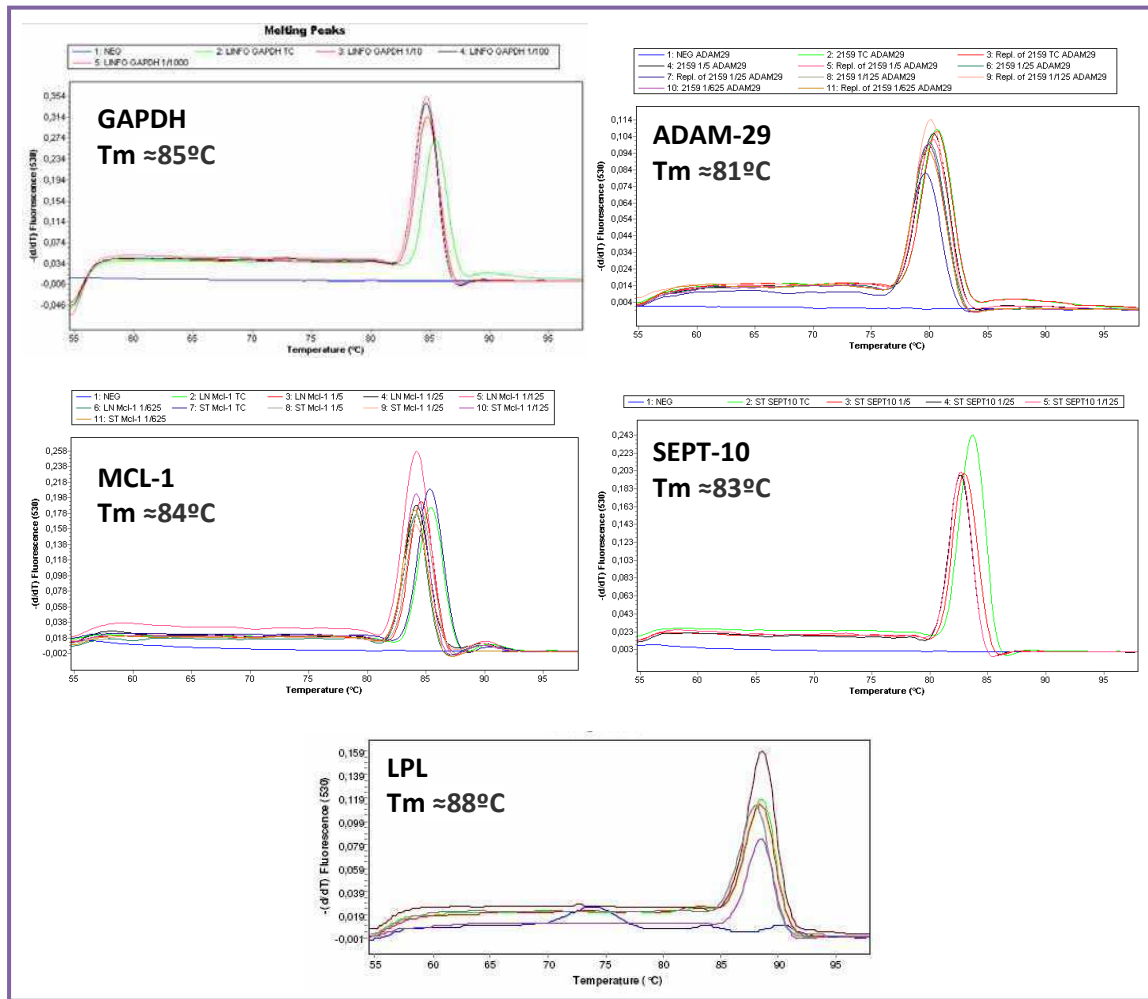 Melting Peaks
1: NEG 2: LINFO GAPDH TC 3: LINFO GAPDH 1/10 4: LINFO GAPDH 1/100
5: LINFO GAPDH 1/1000
0,354
0,314
0,274
0,234
0,194
0,154
0,114
0,074
0,034
-0,006
-0,046
-(d/dT) Fluorescence (530)
GAPDH
Tm ≈85ºC
55 60 65 70 75 80 85 90 95
Temperature (°C)
1: NEG ADAM29 2: 2159 TC ADAM29 3: Repl. of 2159 TC ADAM29
4: 2159 1/5 ADAM29 5: Repl. of 2159 1/5 ADAM29 6: 2159 1/25 ADAM29
7: Repl. of 2159 1/25 ADAM29 8: 2159 1/125 ADAM29 9: Repl. of 2159 1/125 ADAM29
10: 2159 1/625 ADAM29 11: Repl. of 2159 1/625 ADAM29
0,114
0,104
0,094
0,084
0,074
0,064
0,054
0,044
0,034
0,024
0,014
0,004
-(d/dT) Fluorescence (530)
ADAM-29
Tm ≈81ºC
55 60 65 70 75 80 85 90 95
Temperature (°C)
1: NEG 2: LN Mcl-1 TC 3: LN Mcl-1 1/5 4: LN Mcl-1 1/25 5: LN Mcl-1 1/125
6: LN Mcl-1 1/625 7: ST Mcl-1 TC 8: ST Mcl-1 1/5 9: ST Mcl-1 1/25 10: ST Mcl-1 1/125
11: ST Mcl-1 1/625
0,258
0,238
0,218
0,198
0,178
0,158
0,138
0,118
0,098
0,078
0,058
0,038
0,018
-0,002
-(d/dT) Fluorescence (530)
MCL-1
Tm ≈84ºC
55 60 65 70 75 80 85 90 95
Temperature (°C)
1: NEG 2: ST SEPT10 TC 3: ST SEPT10 1/5 4: ST SEPT10 1/25 5: ST SEPT10 1/125
0,243
0,223
0,203
0,183
0,163
0,143
0,123
0,103
0,083
0,063
0,043
0,023
0,003
-(d/dT) Fluorescence (530)
SEPT-10
Tm ≈83ºC
55 60 65 70 75 80 85 90 95
Temperature (°C)
0,159
0,139
0,119
0,099
0,079
0,059
0,039
0,019
-0,001
-(d/dT) Fluorescence (530)
LPL
Tm ≈88ºC
55 60 65 70 75 80 85 90 95
Temperature (°C)